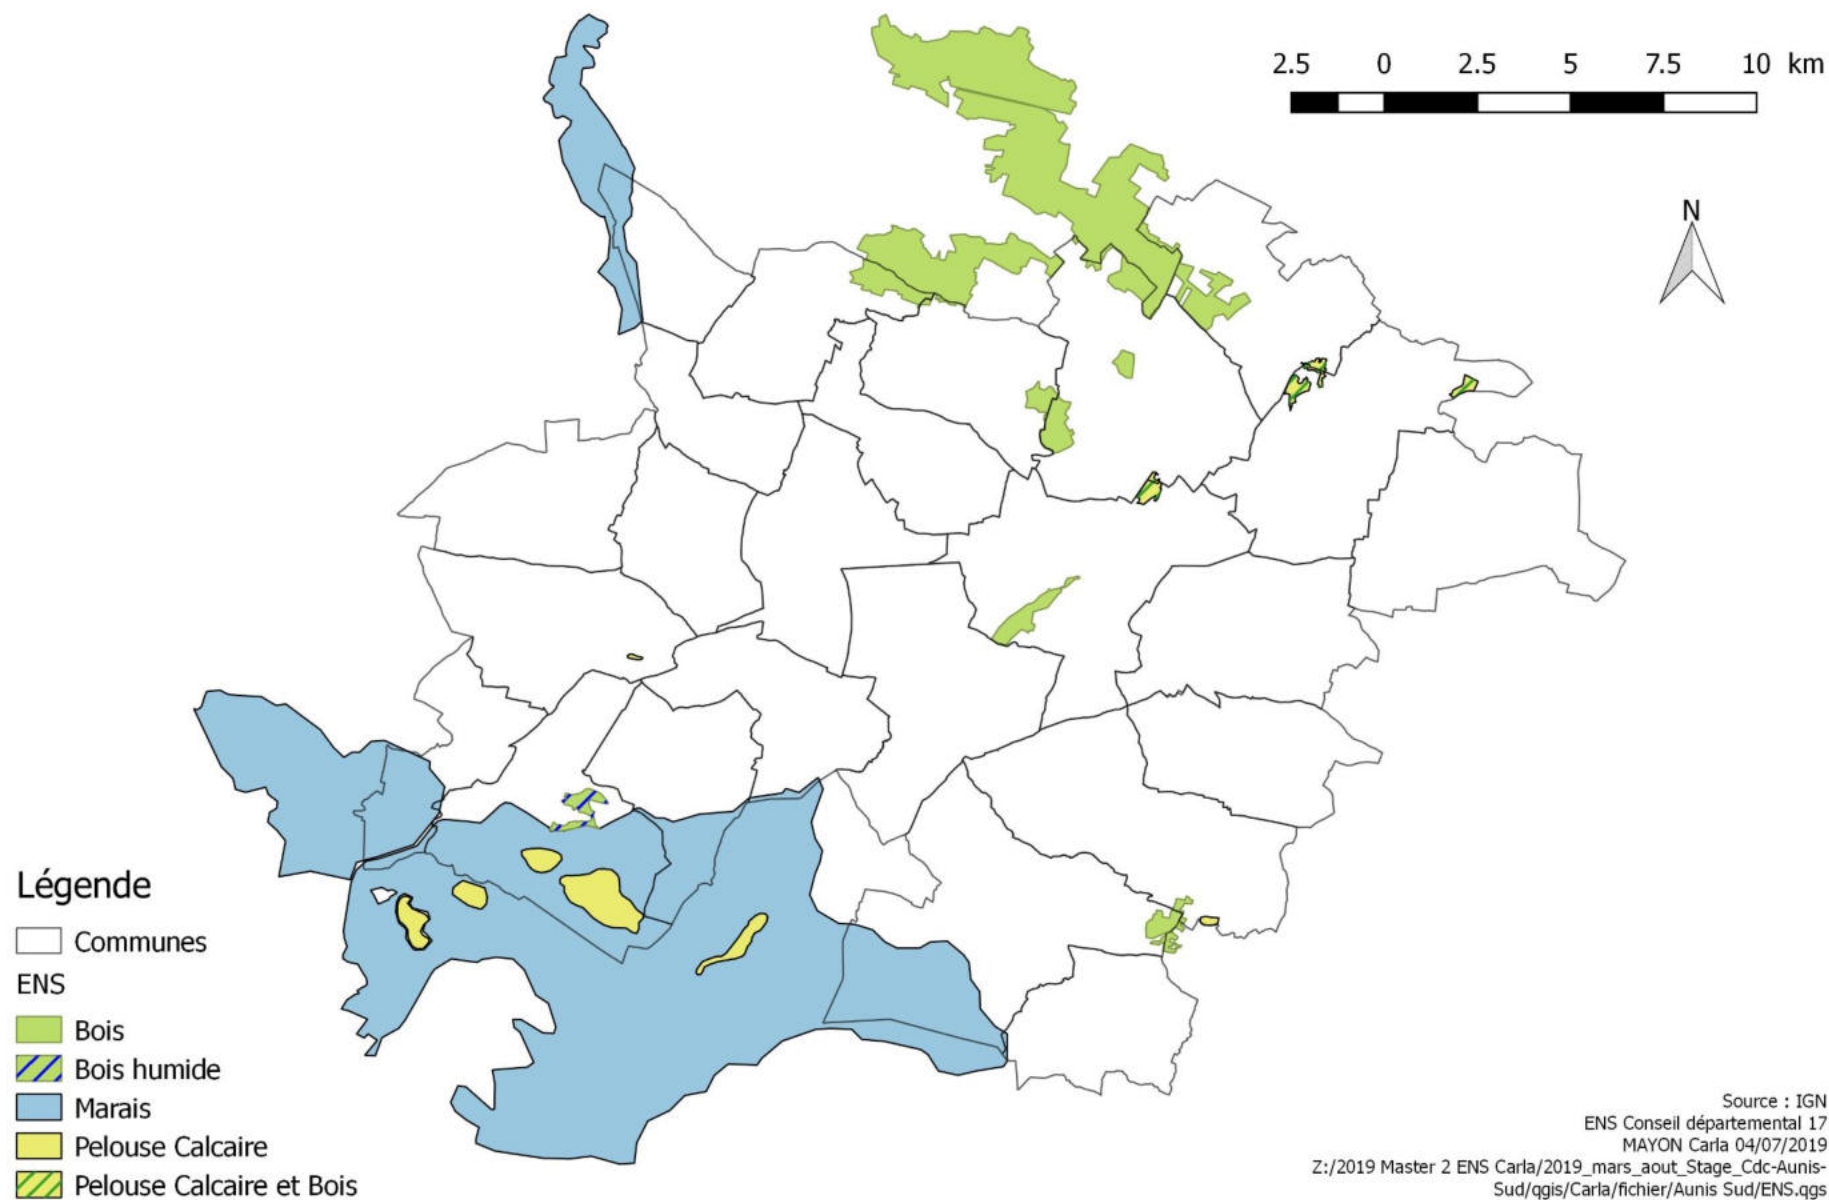 2.5 0 2.5 5 7.5 10 km
N
Légende
Communes
ENS
Bois
Bois humide
Marais
Pelouse Calcaire
Pelouse Calcaire et Bois
Source : IGN
ENS Conseil départemental 17
MAYON Carla 04/07/2019
Z:/2019 Master 2 ENS Carla/2019_mars_aout_Stage_Cdc-Aunis-
Sud/qgis/Carla/fichier/Aunis Sud/ENS.qgs